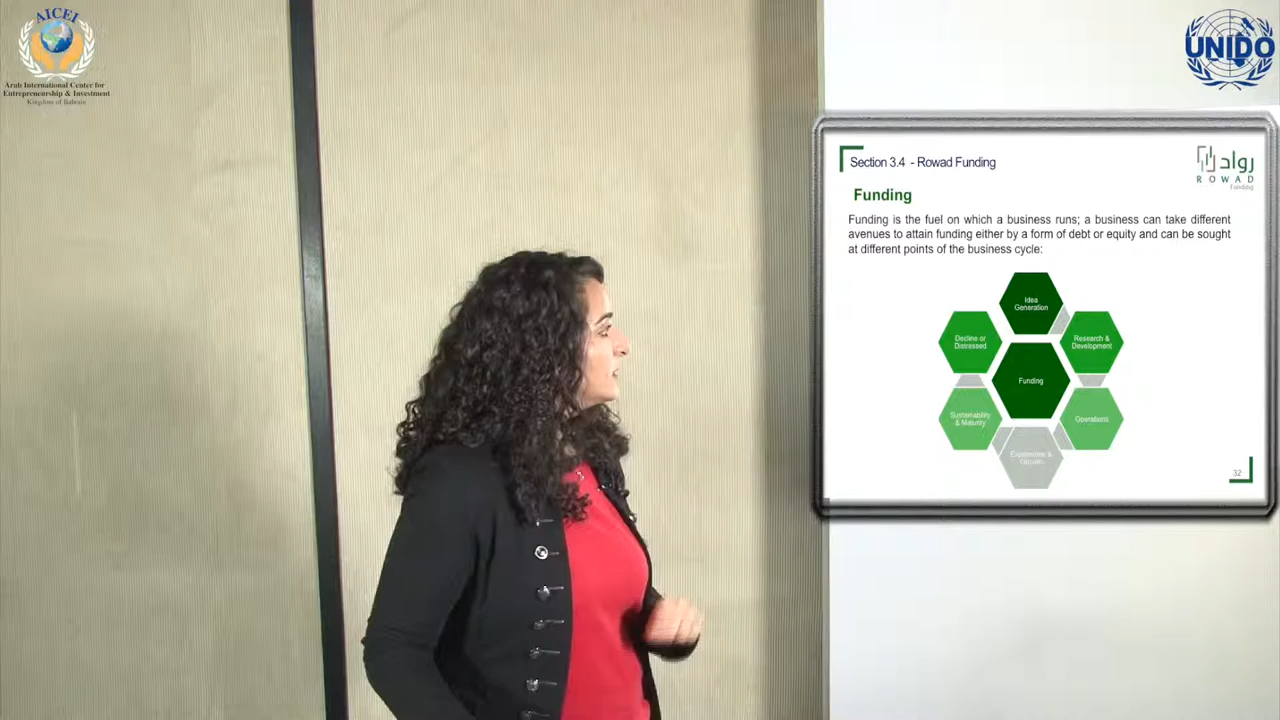 AICEI
Arab International Center for
Entrepreneurship & Investment
Kingdom of Bahrain
UNIDO
Section 3.4 - Rowad Funding
رواد
ROWAD
Funding
Funding
Funding is the fuel on which a business runs; a business can take different
avenues to attain funding either by a form of debt or equity and can be sought
at different points of the business cycle:
Idea
Generation
Research &
Development
Operations
Expansions &
Growth
Sustainability
& Maturity
Decline or
Distressed
Funding
32